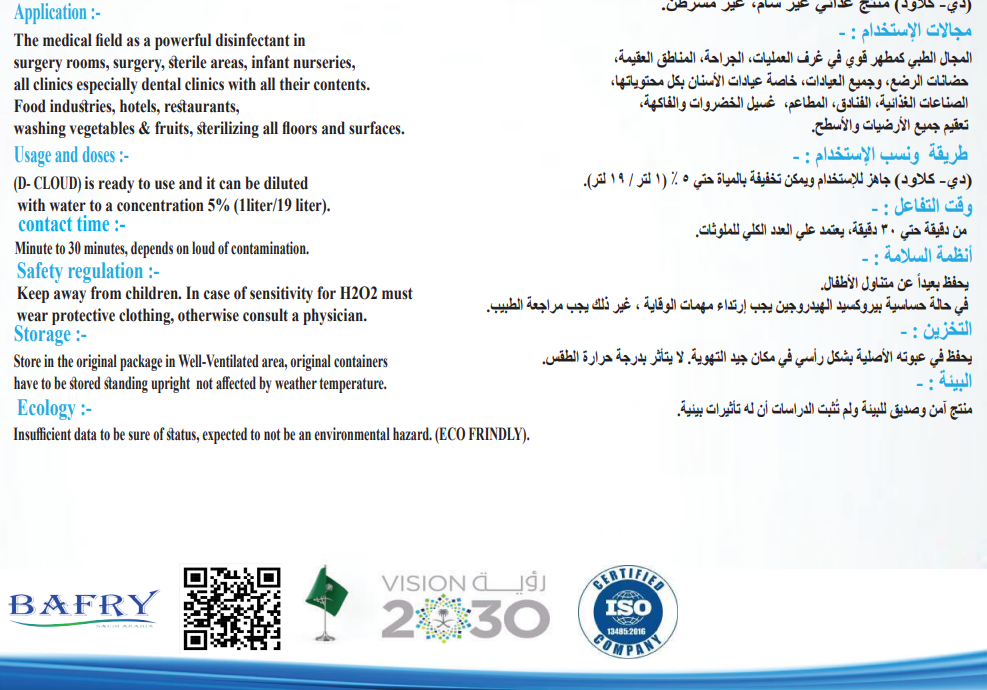 Application :-
The medical field as a powerful disinfectant in
surgery rooms, surgery, sterile areas, infant nurseries,
all clinics especially dental clinics with all their contents.
Food industries, hotels, restaurants,
washing vegetables & fruits, sterilizing all floors and surfaces.
Usage and doses :-
(D- CLOUD) is ready to use and it can be diluted
with water to a concentration 5% (1liter/19 liter).
contact time :-
Minute to 30 minutes, depends on loud of contamination.
Safety regulation :-
Keep away from children. In case of sensitivity for H2O2 must
wear protective clothing, otherwise consult a physician.
Storage :-
Store in the original package in Well-Ventilated area, original containers
have to be stored standing upright not affected by weather temperature.
Ecology :-
Insufficient data to be sure of status, expected to not be an environmental hazard. (ECO FRINDLY).
(دي- كلاود) منتج غذائي غير سام، غير مسرطن.
مجالات الإستخدام : -
المجال الطبي كمطهر قوي في غرف العمليات، الجراحة، المناطق العقيمة،
حضانات الرضع، وجميع العيادات، خاصة عيادات الأسنان بكل محتوياتها،
الصناعات الغذائية، الفنادق، المطاعم، غسيل الخضروات والفاكهة،
تعقيم جميع الأرضيات والأسطح.
طريقة ونسب الإستخدام : -
(دي- كلاود) جاهز للإستخدام ويمكن تخفيفة بالمياة حتي ٥ ٪ (١ لتر / ١٩ لتر).
وقت التفاعل : -
من دقيقة حتي ٣٠ دقيقة، يعتمد علي العدد الكلي للملوثات.
أنظمة السلامة : -
يحفظ بعيداً عن متناول الأطفال.
في حالة حساسية بيروكسيد الهيدروجين يجب إرتداء مهمات الوقاية ، غير ذلك يجب مراجعة الطبيب.
التخزين : -
يحفظ في عبوته الأصلية بشكل رأسي في مكان جيد التهوية. لا يتأثر بدرجة حرارة الطقس.
البيئة : -
منتج آمن وصديق للبيئة ولم تُثبت الدراسات أن له تأثيرات بيئية.
BAFRY
SAUDI ARABIA
VISION رؤية
2030
CERTIFIED
ISO
13485:2016
COMPANY